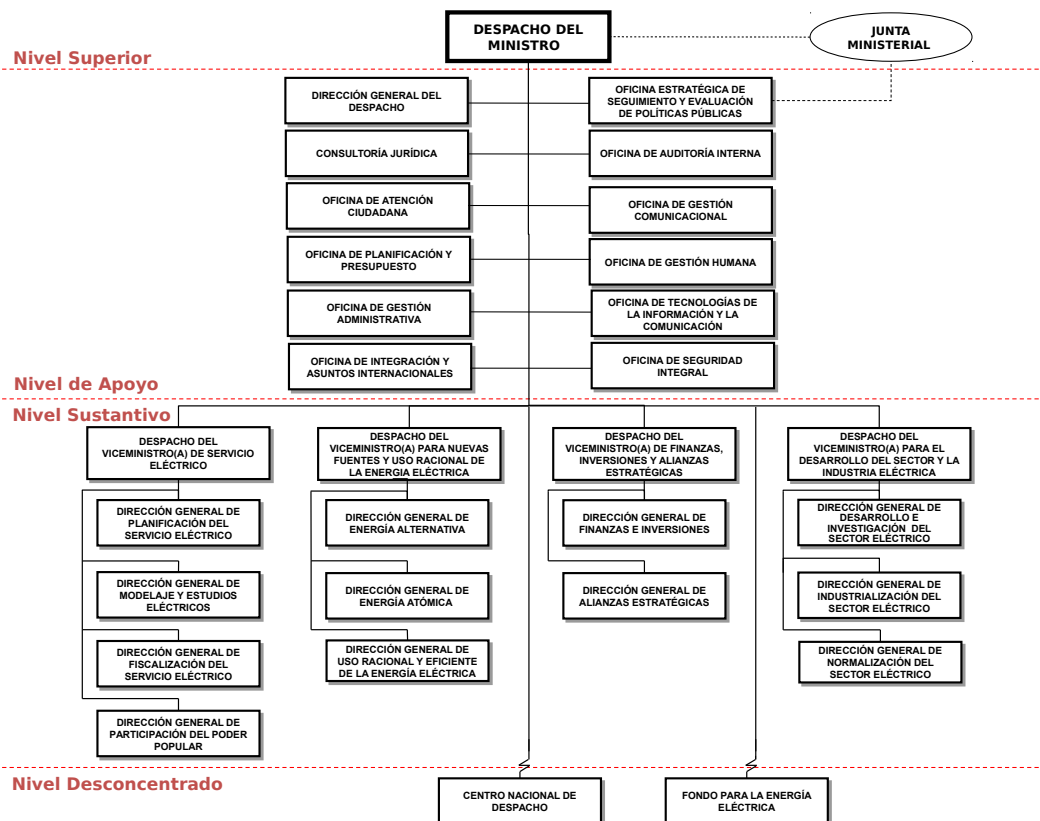 DESPACHO DEL
MINISTRO
JUNTA
MINISTERIAL
Nivel Superior
DIRECCIÓN GENERAL DEL
DESPACHO
OFICINA ESTRATÉGICA DE
SEGUIMIENTO Y EVALUACIÓN
DE POLÍTICAS PÚBLICAS
CONSULTORÍA JURÍDICA
OFICINA DE AUDITORÍA INTERNA
OFICINA DE ATENCIÓN
CIUDADANA
OFICINA DE GESTIÓN
COMUNICACIONAL
OFICINA DE PLANIFICACIÓN Y
PRESUPUESTO
OFICINA DE GESTIÓN HUMANA
OFICINA DE GESTIÓN
ADMINISTRATIVA
OFICINA DE TECNOLOGÍAS DE
LA INFORMACIÓN Y LA
COMUNICACIÓN
OFICINA DE INTEGRACIÓN Y
ASUNTOS INTERNACIONALES
OFICINA DE SEGURIDAD
INTEGRAL
Nivel de Apoyo
Nivel Sustantivo
DESPACHO DEL
VICEMINISTRO(A) DE SERVICIO
ELÉCTRICO
DESPACHO DEL
VICEMINISTRO(A) PARA NUEVAS
FUENTES Y USO RACIONAL DE
LA ENERGIA ELÉCTRICA
DESPACHO DEL
VICEMINISTRO(A) DE FINANZAS,
INVERSIONES Y ALIANZAS
ESTRATÉGICAS
DESPACHO DEL
VICEMINISTRO(A) PARA EL
DESARROLLO DEL SECTOR Y LA
INDUSTRIA ELÉCTRICA
DIRECCIÓN GENERAL DE
PLANIFICACIÓN DEL
SERVICIO ELÉCTRICO
DIRECCIÓN GENERAL DE
ENERGÍA ALTERNATIVA
DIRECCIÓN GENERAL DE
FINANZAS E INVERSIONES
DIRECCIÓN GENERAL DE
DESARROLLO E
INVESTIGACIÓN DEL
SECTOR ELÉCTRICO
DIRECCIÓN GENERAL DE
MODELAJE Y ESTUDIOS
ELÉCTRICOS
DIRECCIÓN GENERAL DE
ENERGÍA ATÓMICA
DIRECCIÓN GENERAL DE
ALIANZAS ESTRATÉGICAS
DIRECCIÓN GENERAL DE
INDUSTRIALIZACIÓN DEL
SECTOR ELÉCTRICO
DIRECCIÓN GENERAL DE
FISCALIZACIÓN DEL
SERVICIO ELÉCTRICO
DIRECCIÓN GENERAL DE
USO RACIONAL Y EFICIENTE
DE LA ENERGÍA ELÉCTRICA
DIRECCIÓN GENERAL DE
NORMALIZACIÓN DEL
SECTOR ELÉCTRICO
DIRECCIÓN GENERAL DE
PARTICIPACIÓN DEL PODER
POPULAR
Nivel Desconcentrado
CENTRO NACIONAL DE
DESPACHO
FONDO PARA LA ENERGÍA
ELÉCTRICA